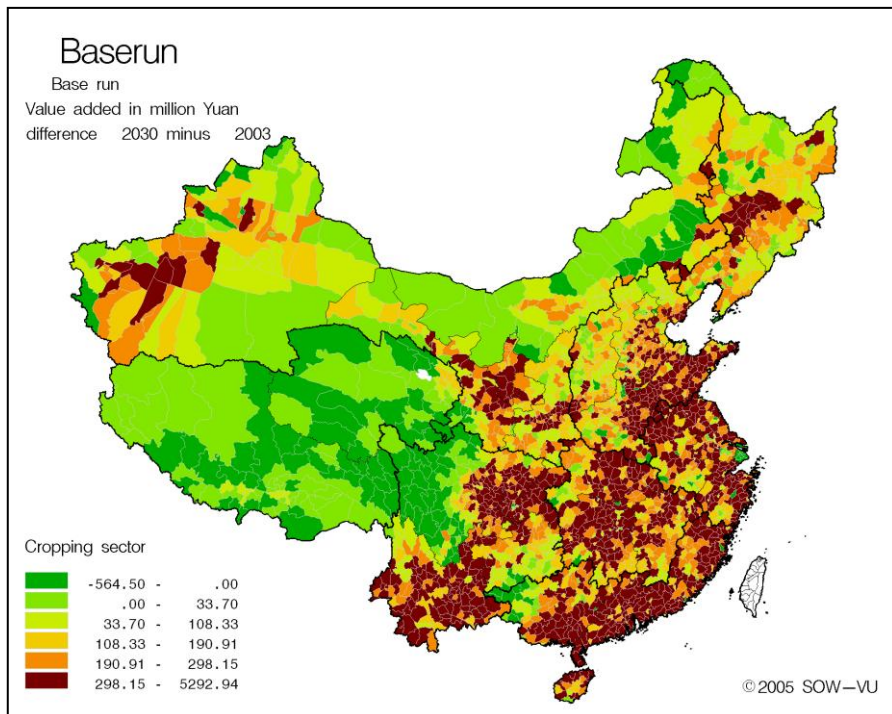 Baserun
Base run
Value added in million Yuan
difference 2030 minus 2003
Cropping sector
-564.50 - .00
.00 - 33.70
33.70 - 108.33
108.33 - 190.91
190.91 - 298.15
298.15 - 5292.94
©2005 SOW-VU